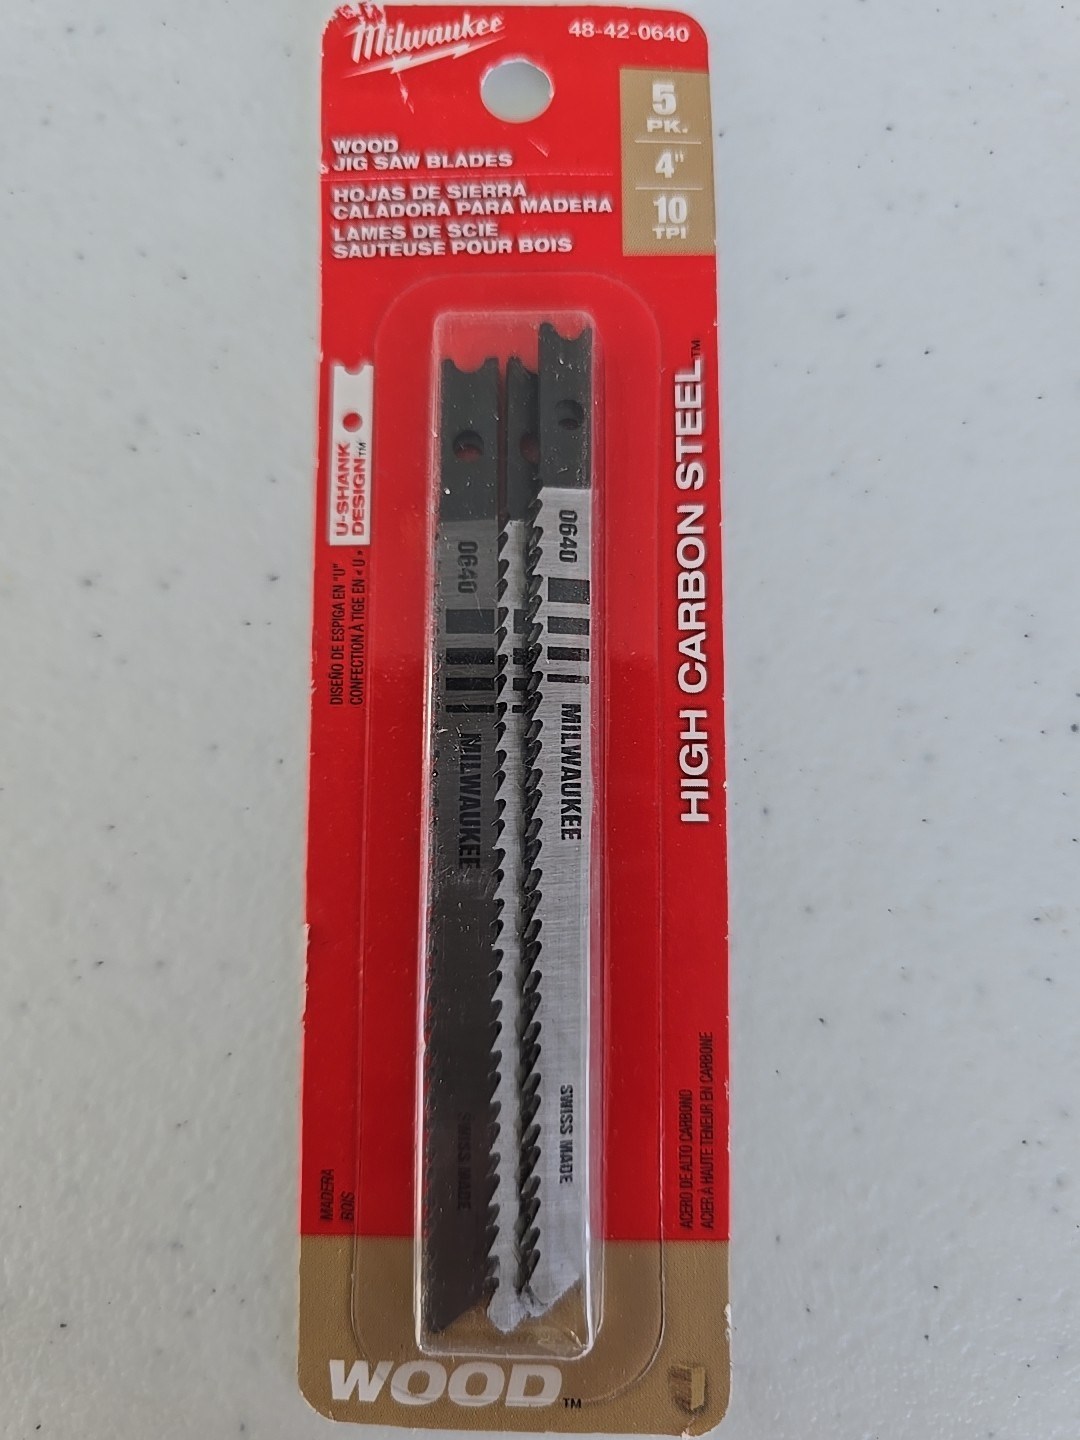 Milwaukee
48-42-0640
5
PK.
4"
10
TPI
WOOD
JIG SAW BLADES
HOJAS DE SIERRA
CALADORA PARA MADERA
LAMES DE SCIE
SAUTEUSE POUR BOIS
U-SHANK
DESIGN™
DISEÑO DE ESPIGA EN "U"
CONFECTION À TIGE EN « U »
HIGH CARBON STEEL™
0640
MILWAUKEE
SWISS MADE
0640
MILWAUKEE
SWISS MADE
ACERO DE ALTO CARBONO
ACIER À HAUTE TENEUR EN CARBONE
MADERA
BOIS
WOOD™